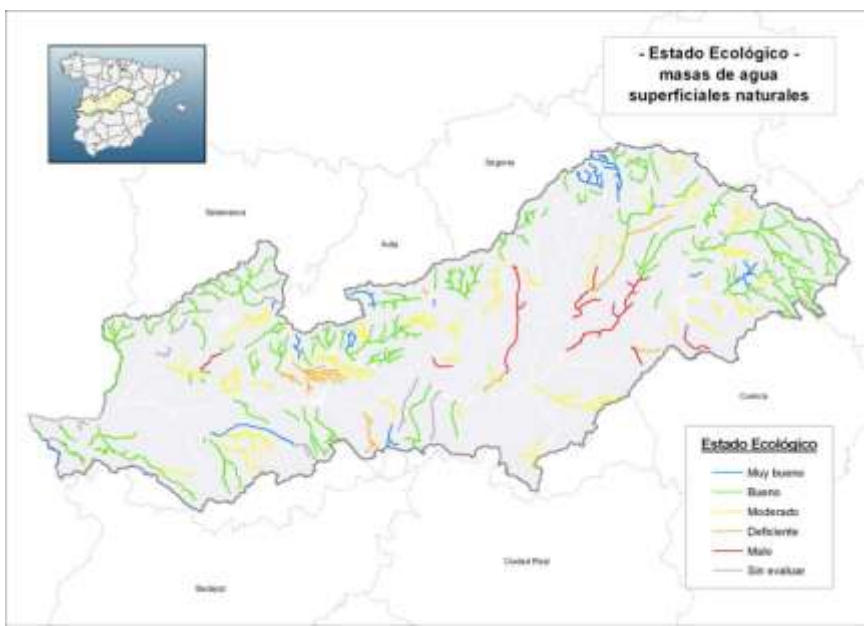 - Estado Ecológico -
masas de agua
superficiales naturales
Segovia
Salamanca
Avila
Cuenca
Ciudad Real
Badajoz
Estado Ecológico
Muy bueno
Bueno
Moderado
Deficiente
Malo
Sin evaluar